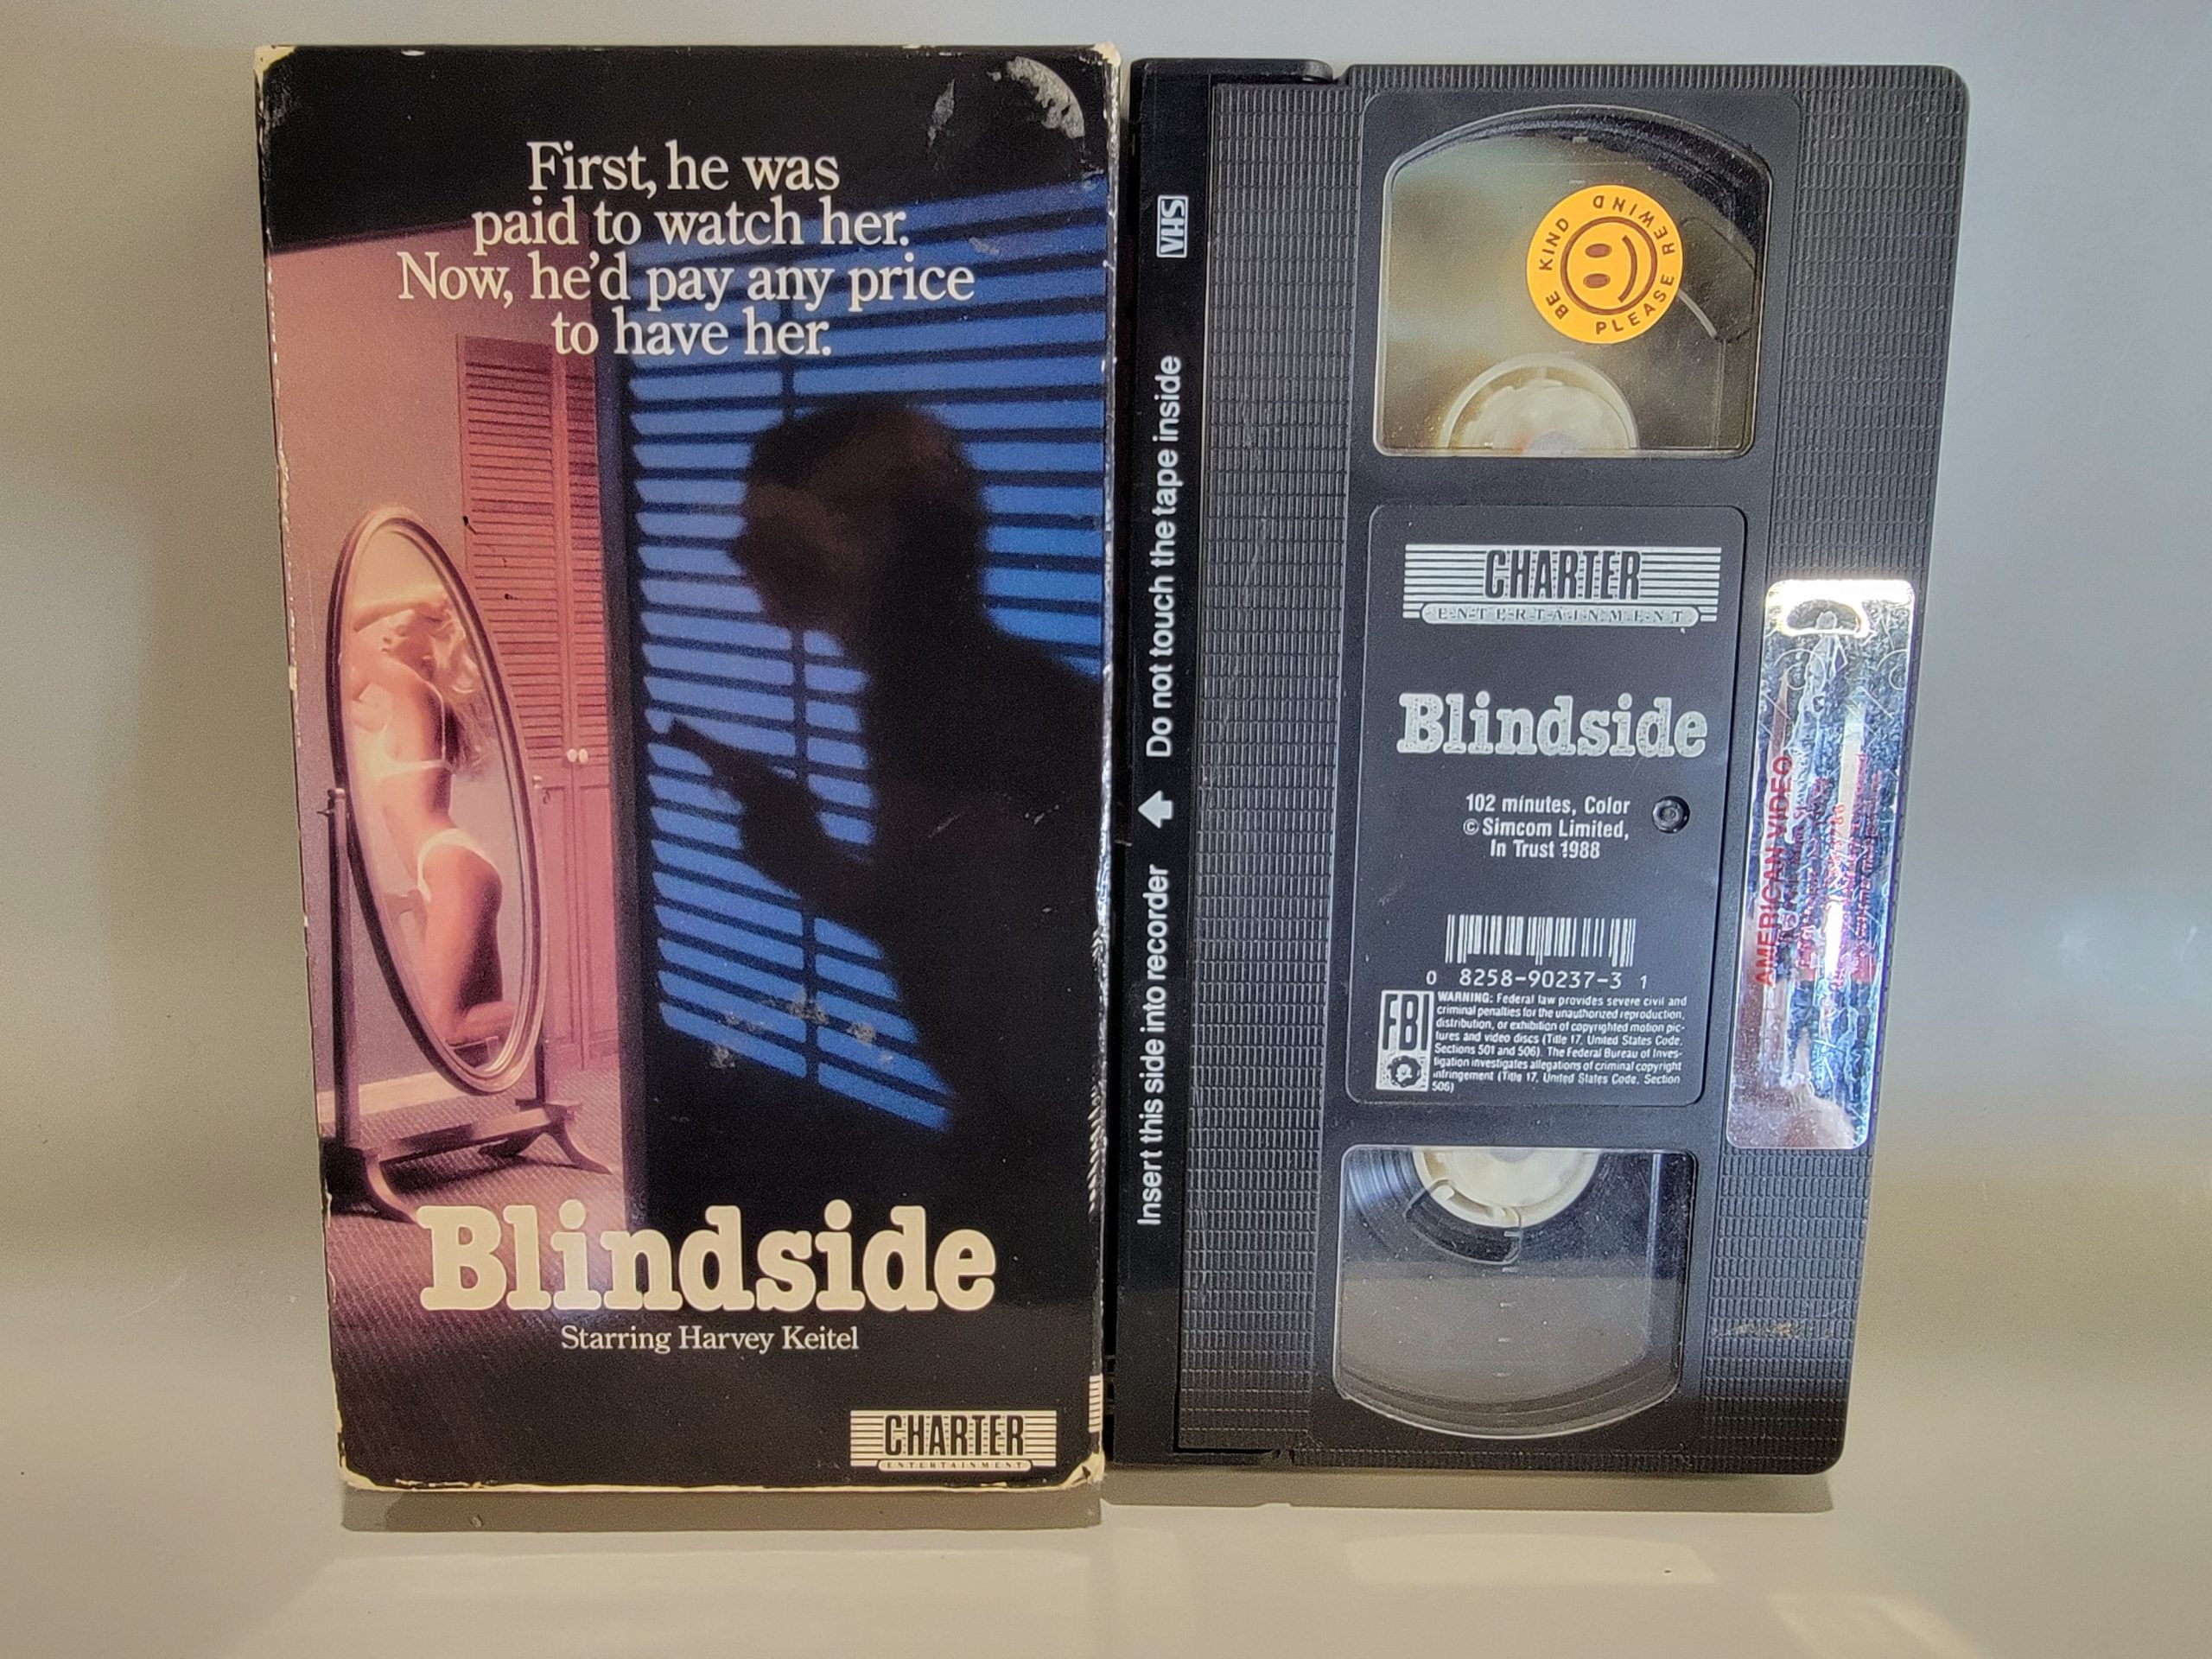 First, he was
paid to watch her.
Now, he'd pay any price
to have her.
Blindside
Starring Harvey Keitel
CHARTER
ENTERTAINMENT
VHS
Insert this side into recorder
Do not touch the tape inside
BE KIND PLEASE REWIND
CHARTER
ENTERTAINMENT
Blindside
102 minutes, Color
© Simcom Limited,
In Trust 1988
0 8258-90237-3 1
FBI
WARNING: Federal law provides severe civil and
criminal penalties for the unauthorized reproduction,
distribution, or exhibition of copyrighted motion pic-
tures and video discs (Title 17, United States Code,
Sections 501 and 506). The Federal Bureau of Inves-
tigation investigates allegations of criminal copyright
infringement (Title 17, United States Code, Section
506)
AMERICAN VIDEO